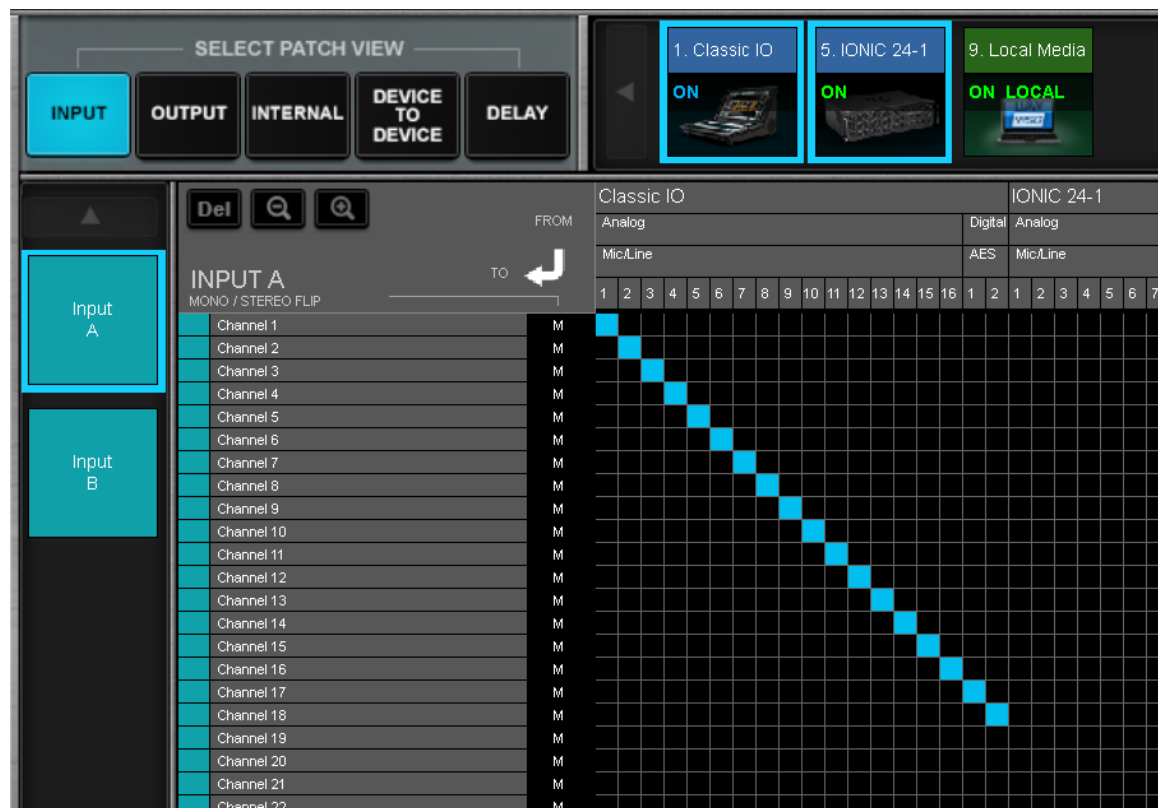 SELECT PATCH VIEW
INPUT
OUTPUT
INTERNAL
DEVICE
TO
DEVICE
DELAY
1. Classic IO
ON
5. IONIC 24-1
ON
9. Local Media
ON LOCAL
Del
FROM
TO
INPUT A
MONO / STEREO FLIP
Classic IO
IONIC 24-1
Analog
Digital
Analog
Mic/Line
AES
Mic/Line
1 2 3 4 5 6 7 8 9 10 11 12 13 14 15 16 1 2 1 2 3 4 5 6 7
Input
A
Input
B
Channel 1 M
Channel 2 M
Channel 3 M
Channel 4 M
Channel 5 M
Channel 6 M
Channel 7 M
Channel 8 M
Channel 9 M
Channel 10 M
Channel 11 M
Channel 12 M
Channel 13 M
Channel 14 M
Channel 15 M
Channel 16 M
Channel 17 M
Channel 18 M
Channel 19 M
Channel 20 M
Channel 21 M
Channel 22 M